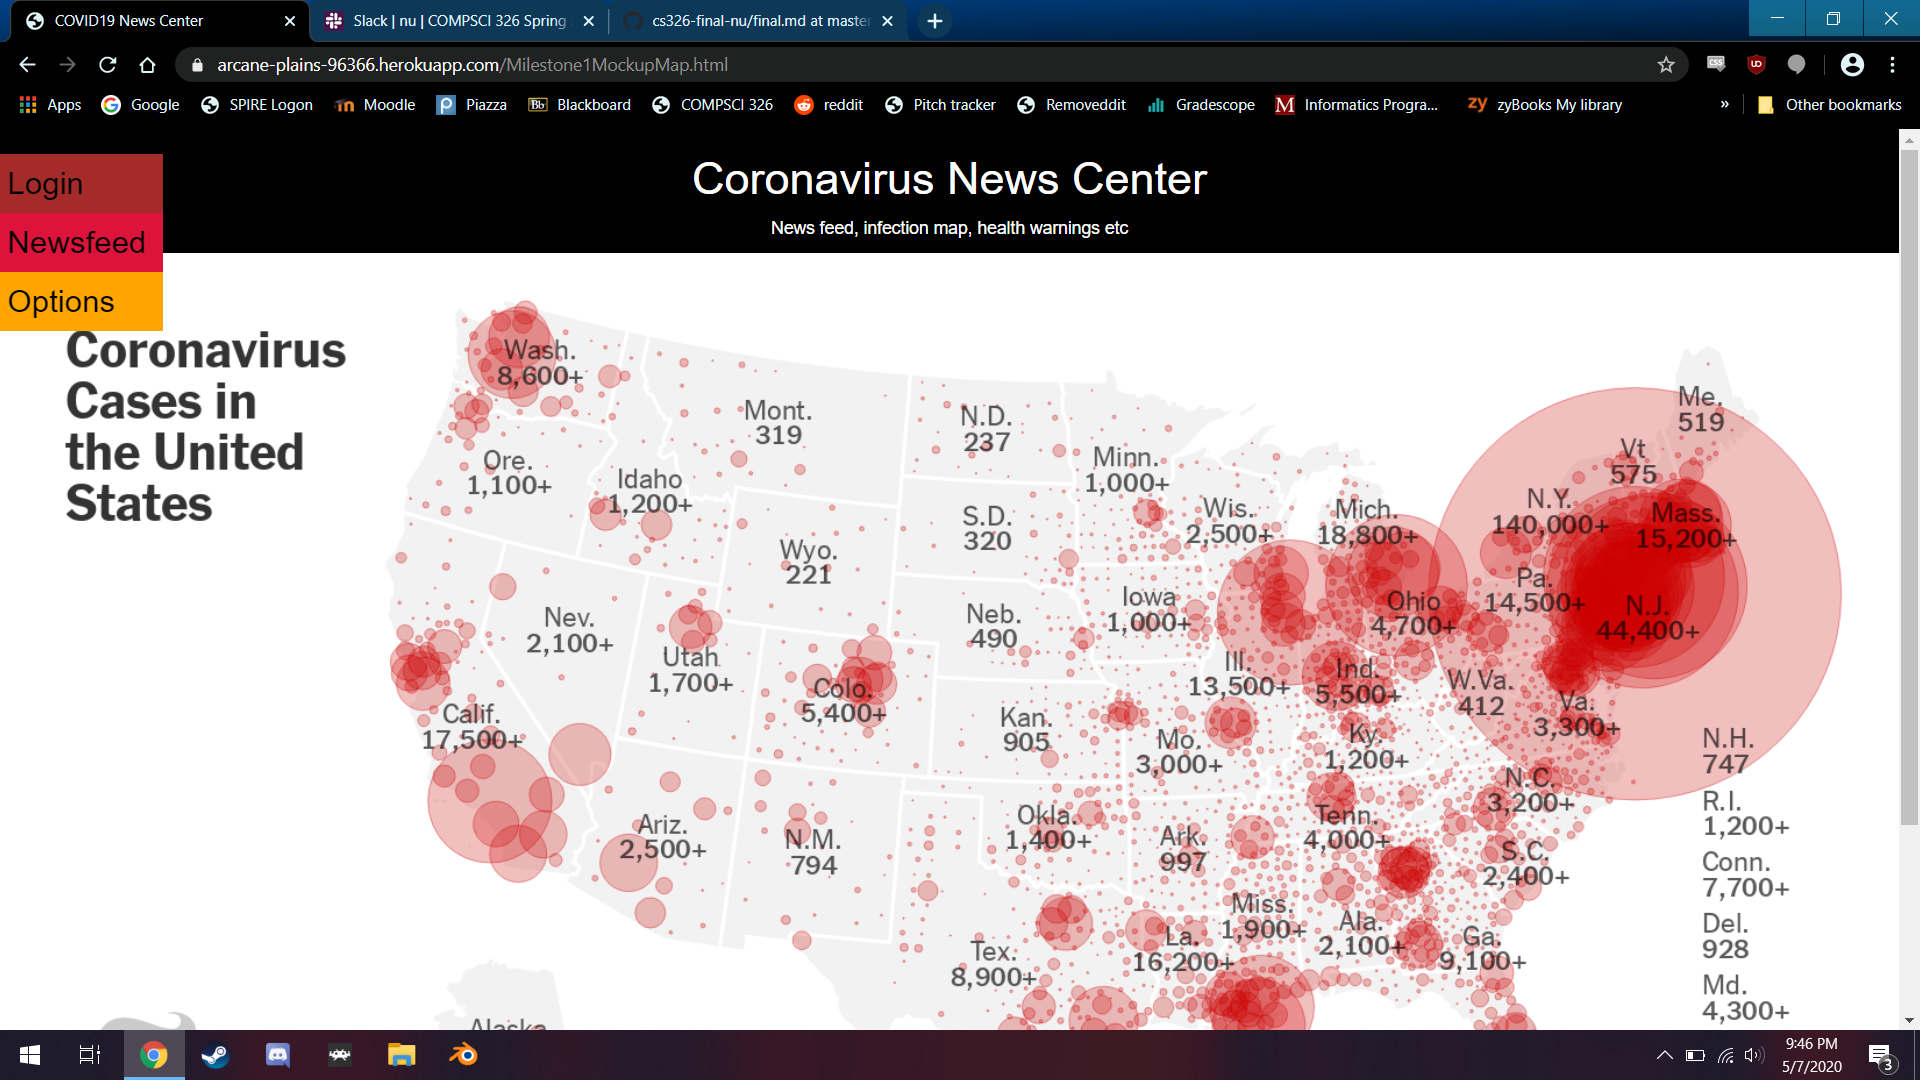 COVID19 News Center
Slack | nu | COMPSCI 326 Spring
cs326-final-nu/final.md at master
arcane-plains-96366.herokuapp.com/Milestone1MockupMap.html
Apps
Google
SPIRE Logon
Moodle
Piazza
Bb
Blackboard
COMPSCI 326
reddit
Pitch tracker
Removeddit
Gradescope
M
Informatics Progra...
zy
zyBooks My library
»
Other bookmarks
Login
Newsfeed
Options
Coronavirus News Center
News feed, infection map, health warnings etc
Coronavirus
Cases in
the United
States
Wash.
8,600+
Mont.
319
N.D.
237
Me.
519
Ore.
1,100+
Idaho
1,200+
Minn.
1,000+
Vt
575
S.D.
320
Wis.
2,500+
Mich.
18,800+
N.Y.
140,000+
Mass.
15,200+
Wyo.
221
Pa.
14,500+
Nev.
2,100+
Neb.
490
Iowa
1,000+
Ohio
4,700+
N.J.
44,400+
Utah
1,700+
Colo.
5,400+
Ill.
13,500+
Ind.
5,500+
W.Va.
412
Calif.
17,500+
Kan.
905
Mo.
3,000+
Ky.
1,200+
Va.
3,300+
N.H.
747
Ariz.
2,500+
N.M.
794
Okla.
1,400+
Ark.
997
Tenn.
4,000+
N.C.
3,200+
R.I.
1,200+
S.C.
2,400+
Conn.
7,700+
Tex.
8,900+
La.
16,200+
Miss.
1,900+
Ala.
2,100+
Ga.
9,100+
Del.
928
Md.
4,300+
Alaska
9:46 PM
5/7/2020
3